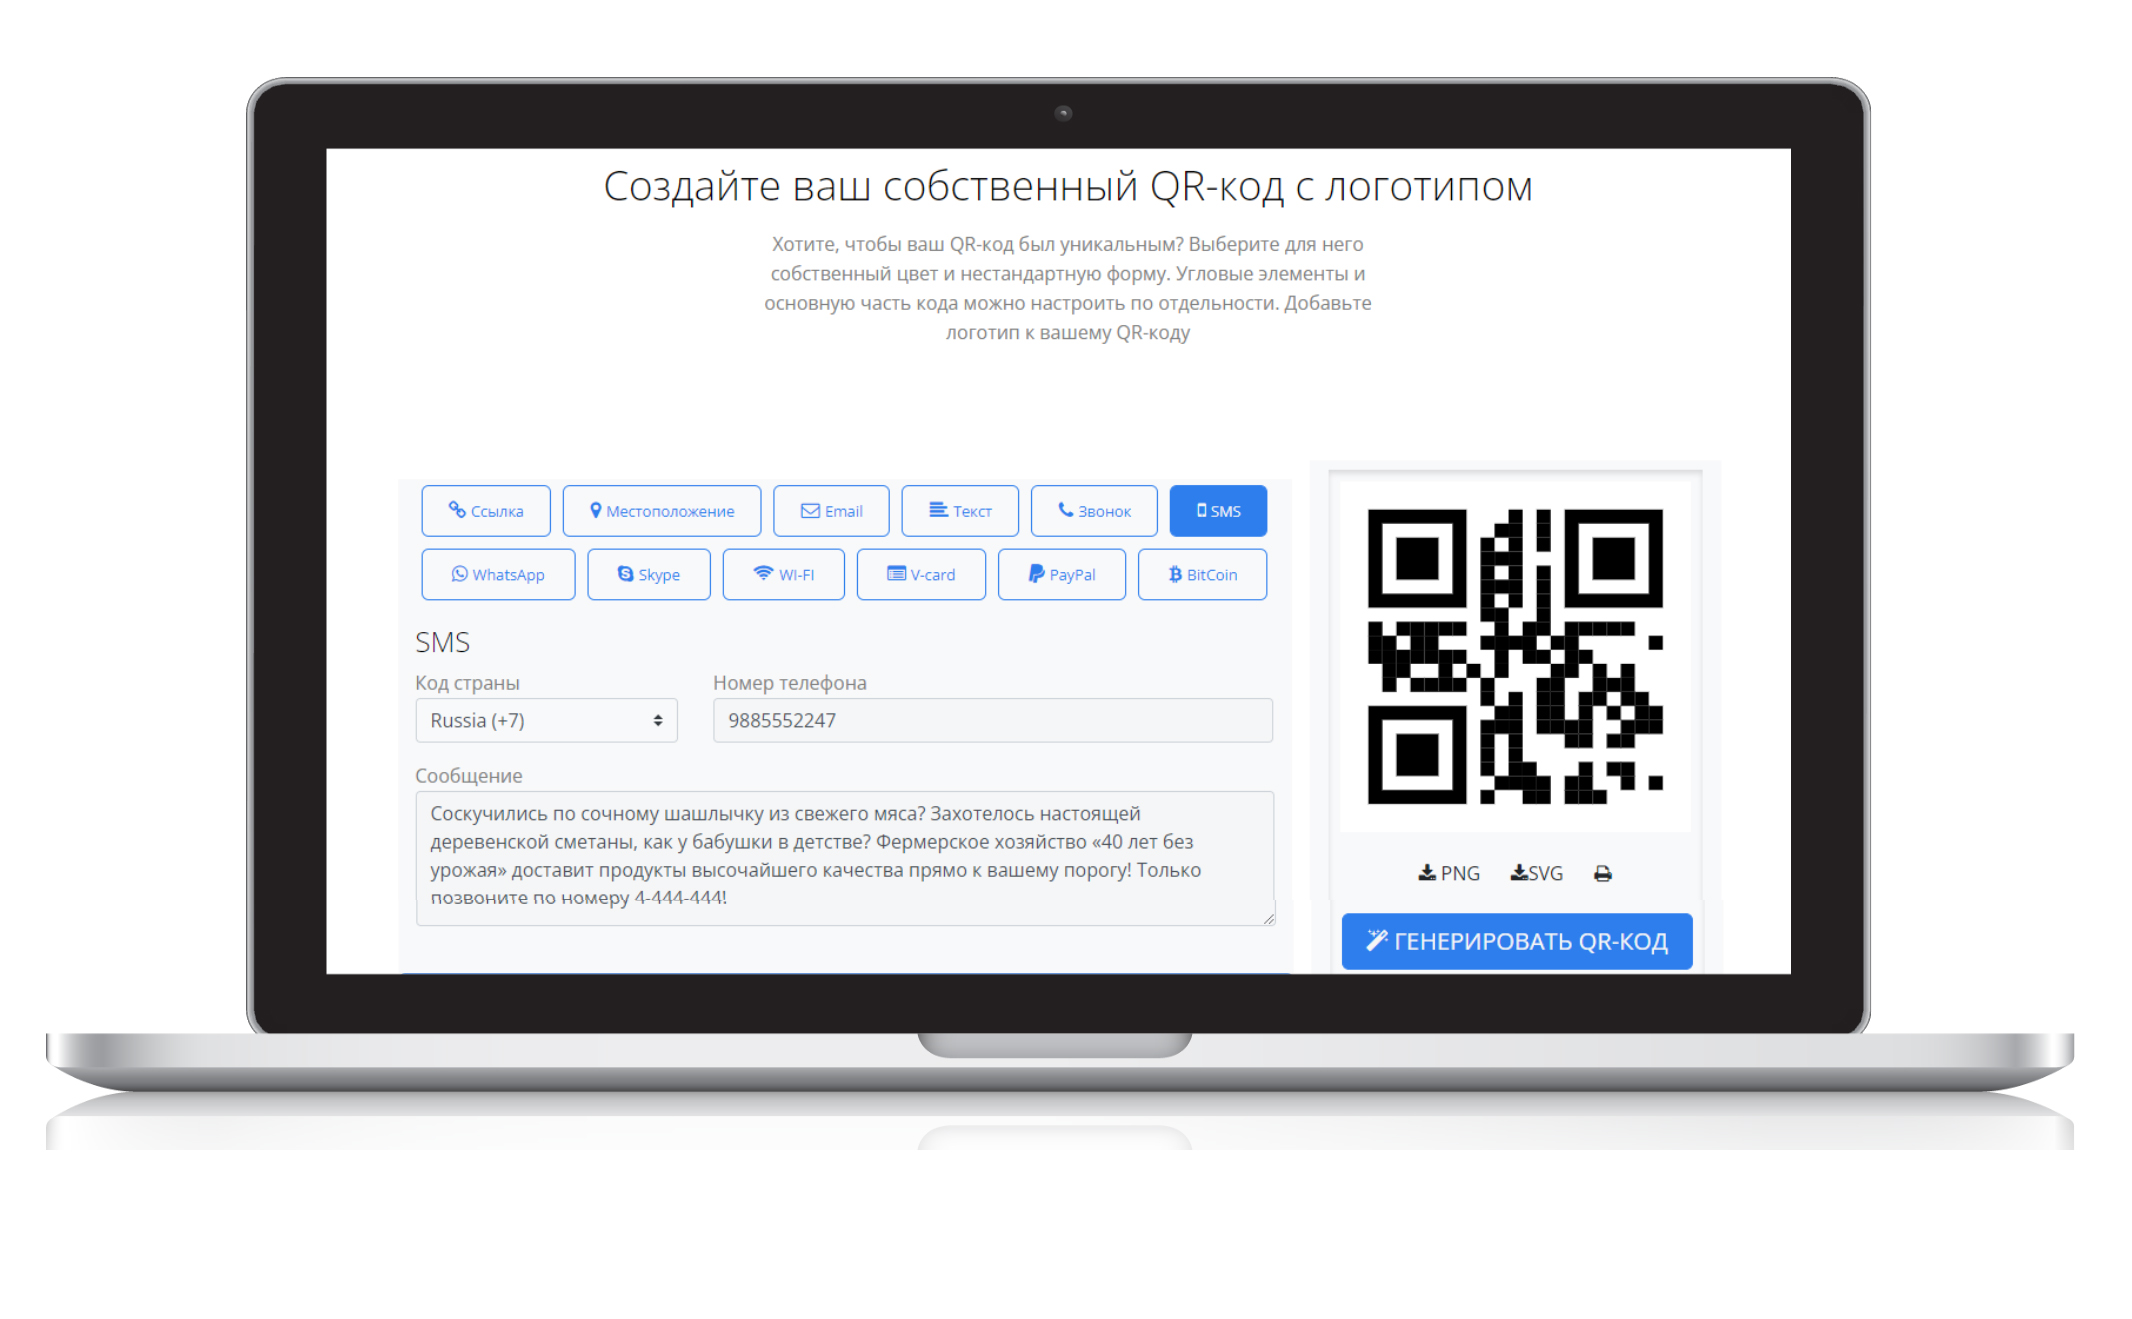 Создайте ваш собственный QR-код с логотипом
Хотите, чтобы ваш QR-код был уникальным? Выберите для него
собственный цвет и нестандартную форму. Угловые элементы и
основную часть кода можно настроить по отдельности. Добавьте
логотип к вашему QR-коду
Ссылка Местоположение Email Текст Звонок SMS
WhatsApp Skype WI-FI V-card PayPal BitCoin
SMS
Код страны Номер телефона
Russia (+7) 9885552247
Сообщение
Соскучились по сочному шашлычку из свежего мяса? Захотелось настоящей
деревенской сметаны, как у бабушки в детстве? Фермерское хозяйство «40 лет без
урожая» доставит продукты высочайшего качества прямо к вашему порогу! Только
позвоните по номеру 4-444-444!
PNG SVG
ГЕНЕРИРОВАТЬ QR-КОД